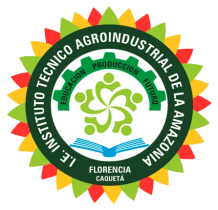 I.E. INSTITUTO TECNICO AGROINDUSTRIAL DE LA AMAZONIA
EDUCACION PRODUCCION FUTURO
FLORENCIA
CAQUETÁ